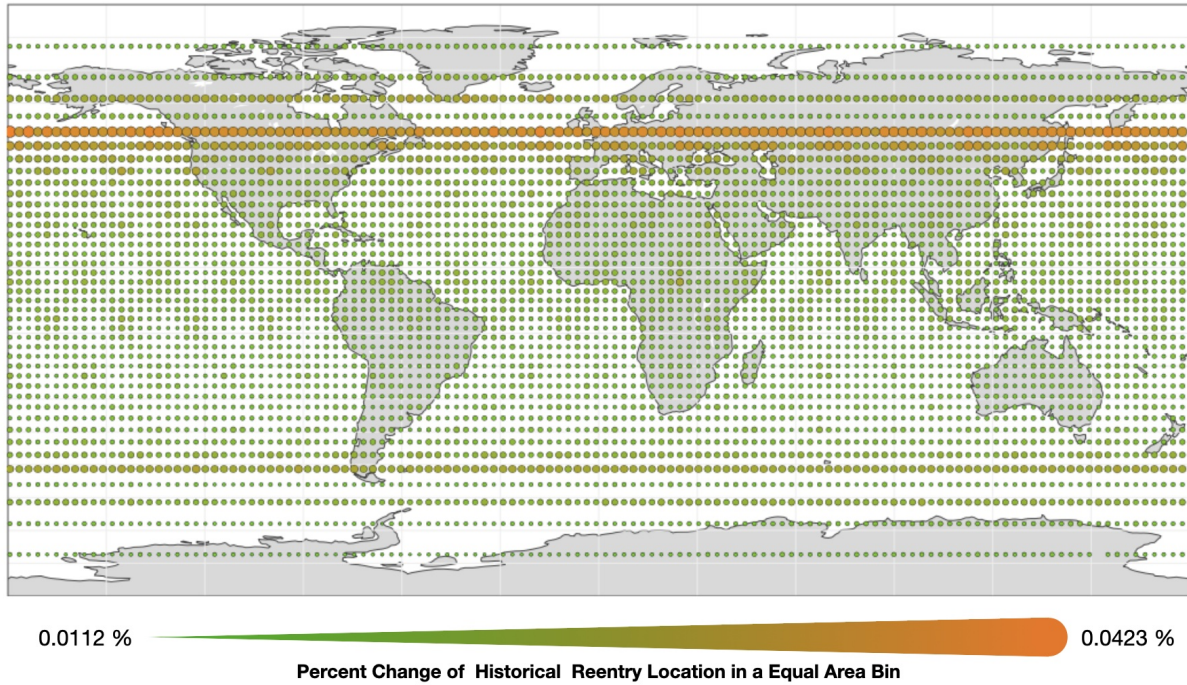 0.0112 %
0.0423 %
Percent Change of  Historical  Reentry Location in a Equal Area Bin